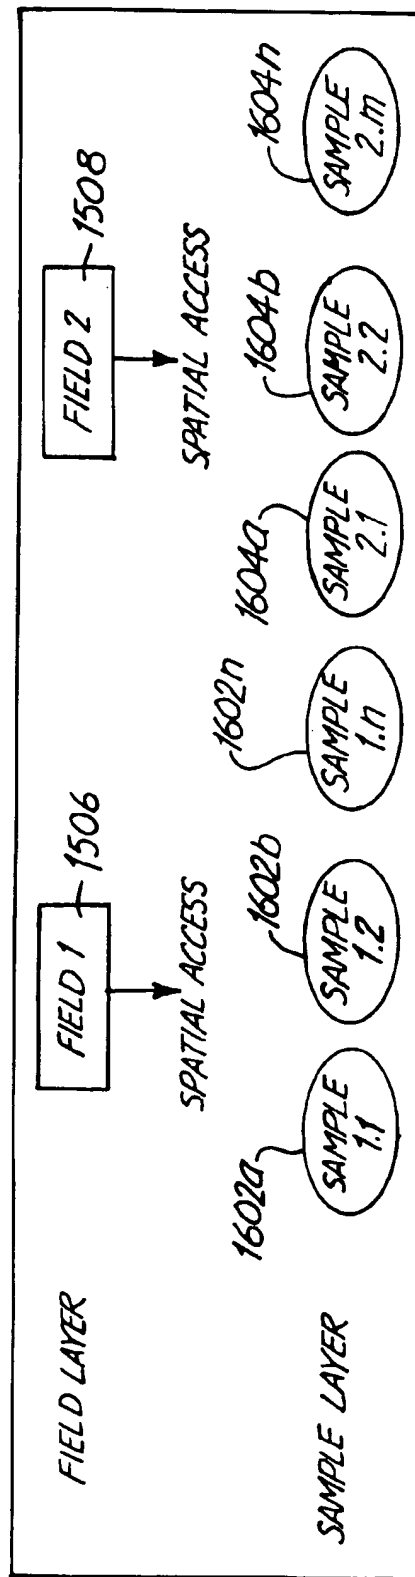 FIELD LAYER
FIELD 1
1506
FIELD 2
1508
SPATIAL ACCESS
SPATIAL ACCESS
1602a
1602b
1602n
1604a
1604b
1604n
SAMPLE LAYER
SAMPLE
1.1
SAMPLE
1.2
SAMPLE
1.n
SAMPLE
2.1
SAMPLE
2.2
SAMPLE
2.m